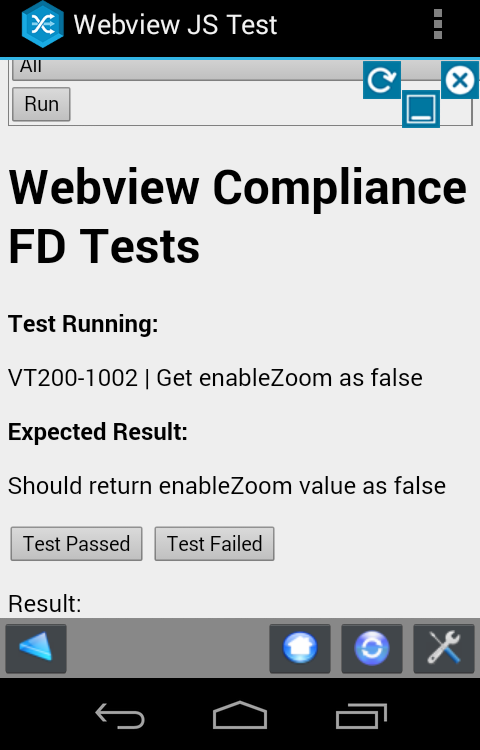 Webview JS Test
All
Run
Webview Compliance
FD Tests
Test Running:
VT200-1002 | Get enableZoom as false
Expected Result:
Should return enableZoom value as false
Test Passed Test Failed
Result: